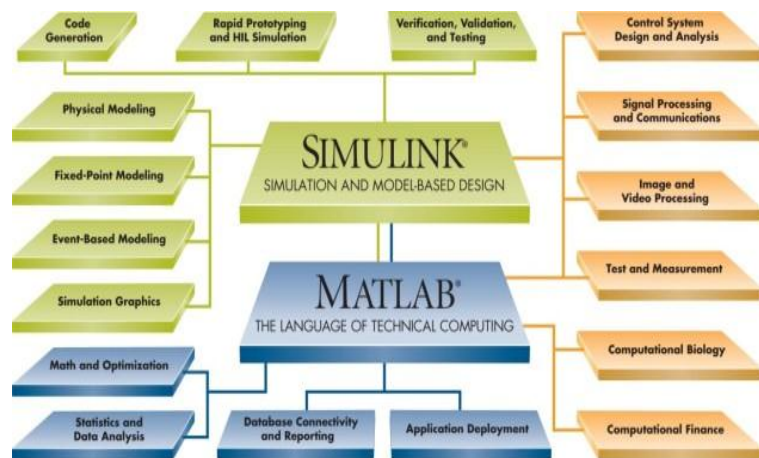 Code
Generation
Rapid Prototyping
and HIL Simulation
Verification, Validation,
and Testing
Control System
Design and Analysis
Physical Modeling
Signal Processing
and Communications
SIMULINK®
SIMULATION AND MODEL-BASED DESIGN
Fixed-Point Modeling
Image and
Video Processing
Event-Based Modeling
Test and Measurement
Simulation Graphics
MATLAB®
THE LANGUAGE OF TECHNICAL COMPUTING
Math and Optimization
Computational Biology
Statistics and
Data Analysis
Database Connectivity
and Reporting
Application Deployment
Computational Finance